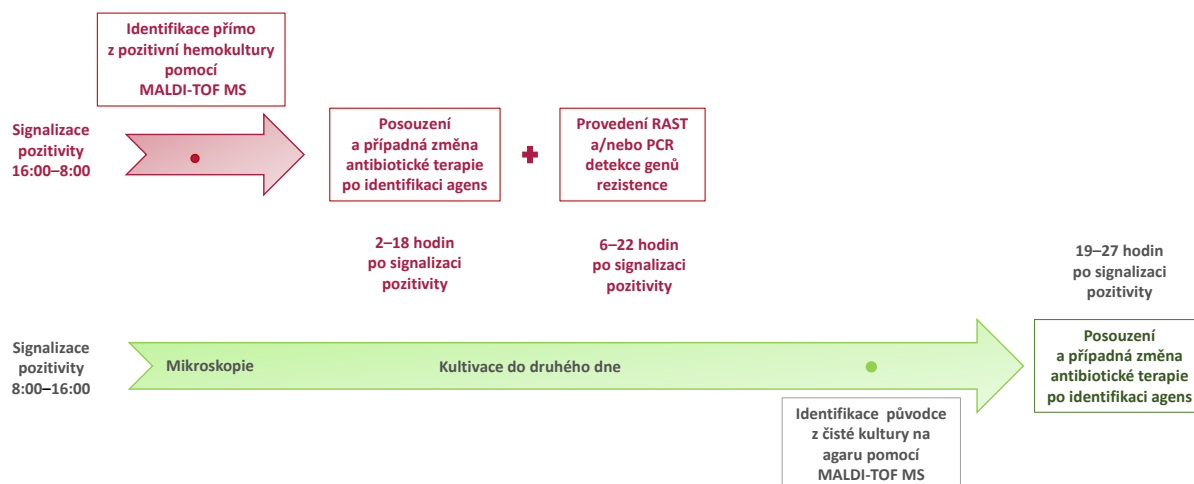 Identifikace přímo
z pozitivní hemokultury
pomocí
MALDI-TOF MS
Signalizace
pozitivity
16:00–8:00
Posouzení
a případná změna
antibiotické terapie
po identifikaci agens
Provedení RAST
a/nebo PCR
detekce genů
rezistence
2–18 hodin
po signalizaci
pozitivity
6–22 hodin
po signalizaci
pozitivity
19–27 hodin
po signalizaci
pozitivity
Signalizace
pozitivity
8:00–16:00
Mikroskopie
Kultivace do druhého dne
Posouzení
a případná změna
antibiotické terapie
po identifikaci agens
Identifikace původce
z čisté kultury na
agaru pomocí
MALDI-TOF MS